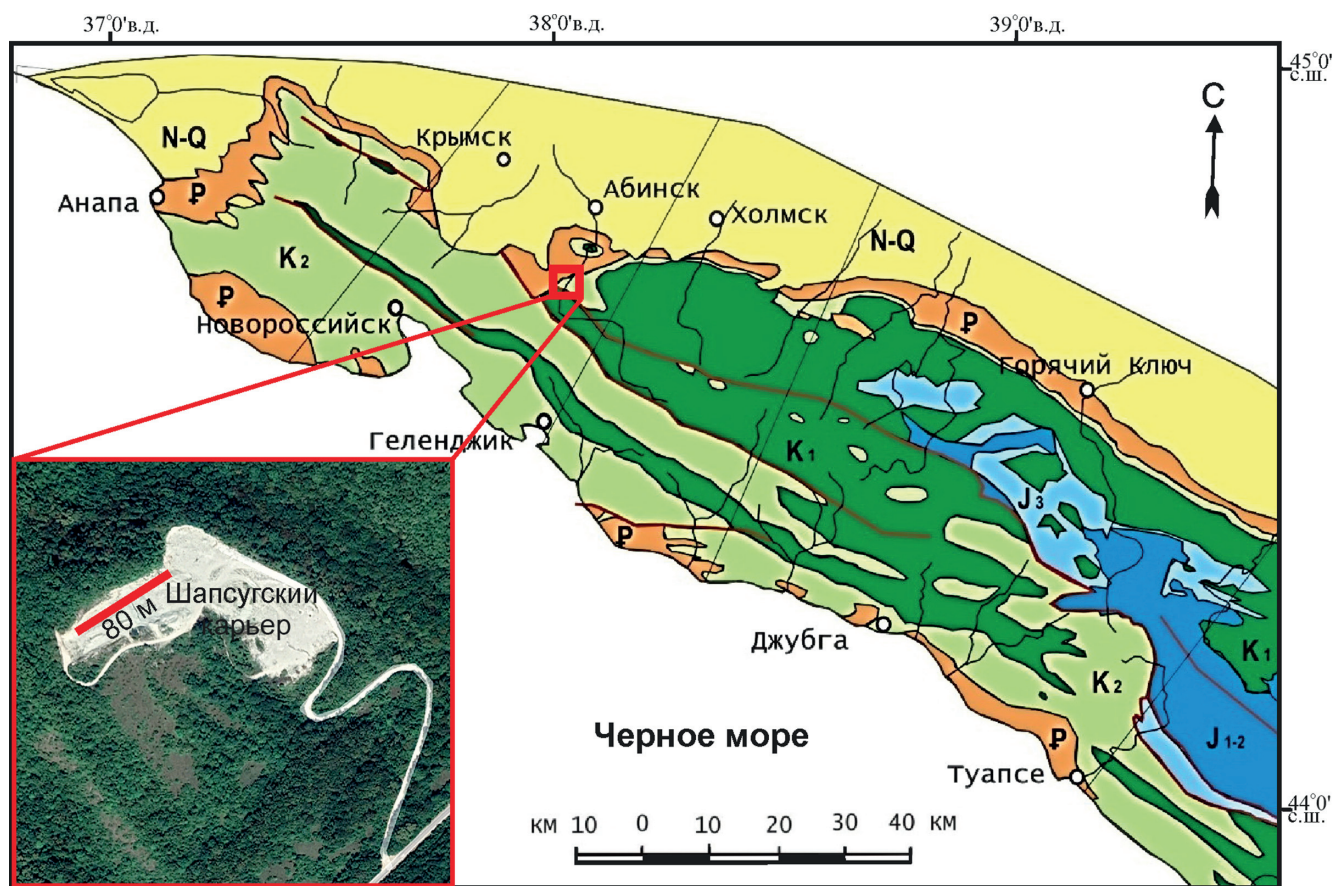 37°0'в.д.
38°0'в.д.
39°0'в.д.
45°0'
с.ш.
С
N-Q
Крымск
Абинск
Холмск
Анапа
₽
N-Q
K2
₽
Новороссийск
₽
Горячий Ключ
Геленджик
K1
J3
₽
Шапсугский
карьер
80 м
Джубга
K1
K2
Черное море
₽
J1-2
Туапсе
44°0'
с.ш.
км 10 0 10 20 30 40 км